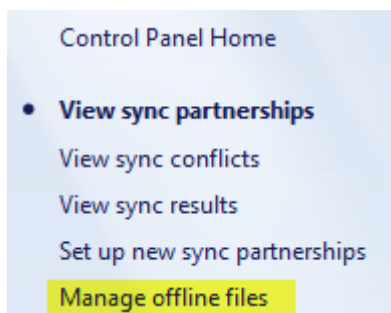 Control Panel Home
View sync partnerships
View sync conflicts
View sync results
Set up new sync partnerships
Manage offline files